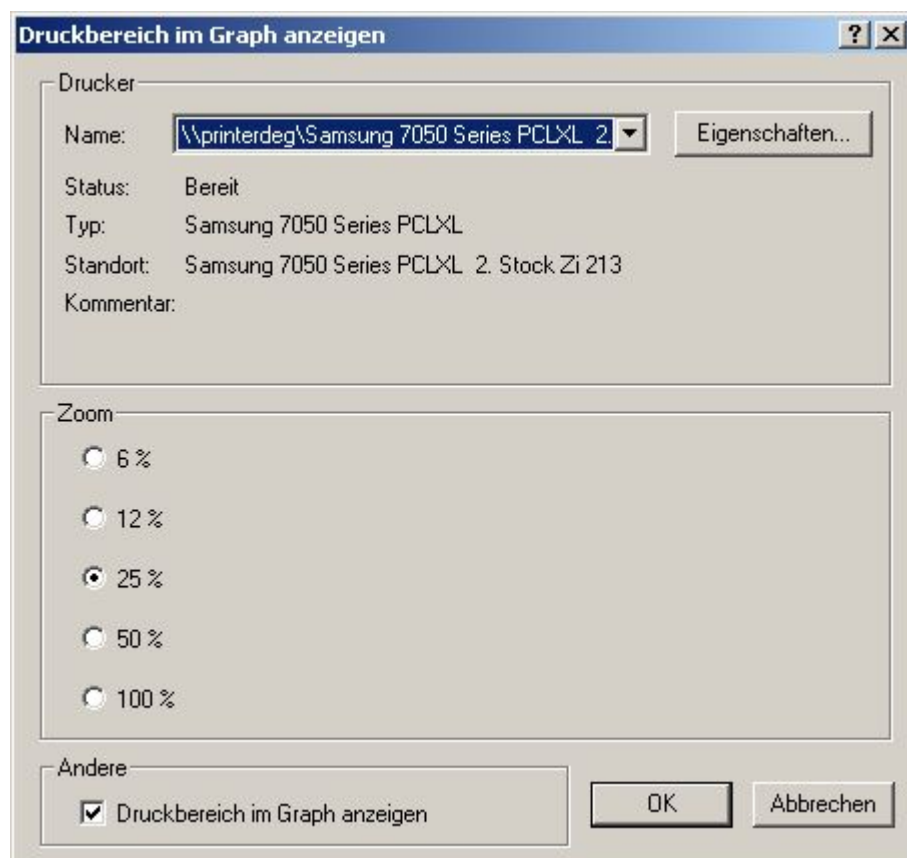 Druckbereich im Graph anzeigen
Drucker
Name: \\printerdeg\Samsung 7050 Series PCLXL 2. Eigenschaften...
Status: Bereit
Typ: Samsung 7050 Series PCLXL
Standort: Samsung 7050 Series PCLXL 2. Stock Zi 213
Kommentar:
Zoom
6 %
12 %
25 %
50 %
100 %
Andere
Druckbereich im Graph anzeigen
OK Abbrechen